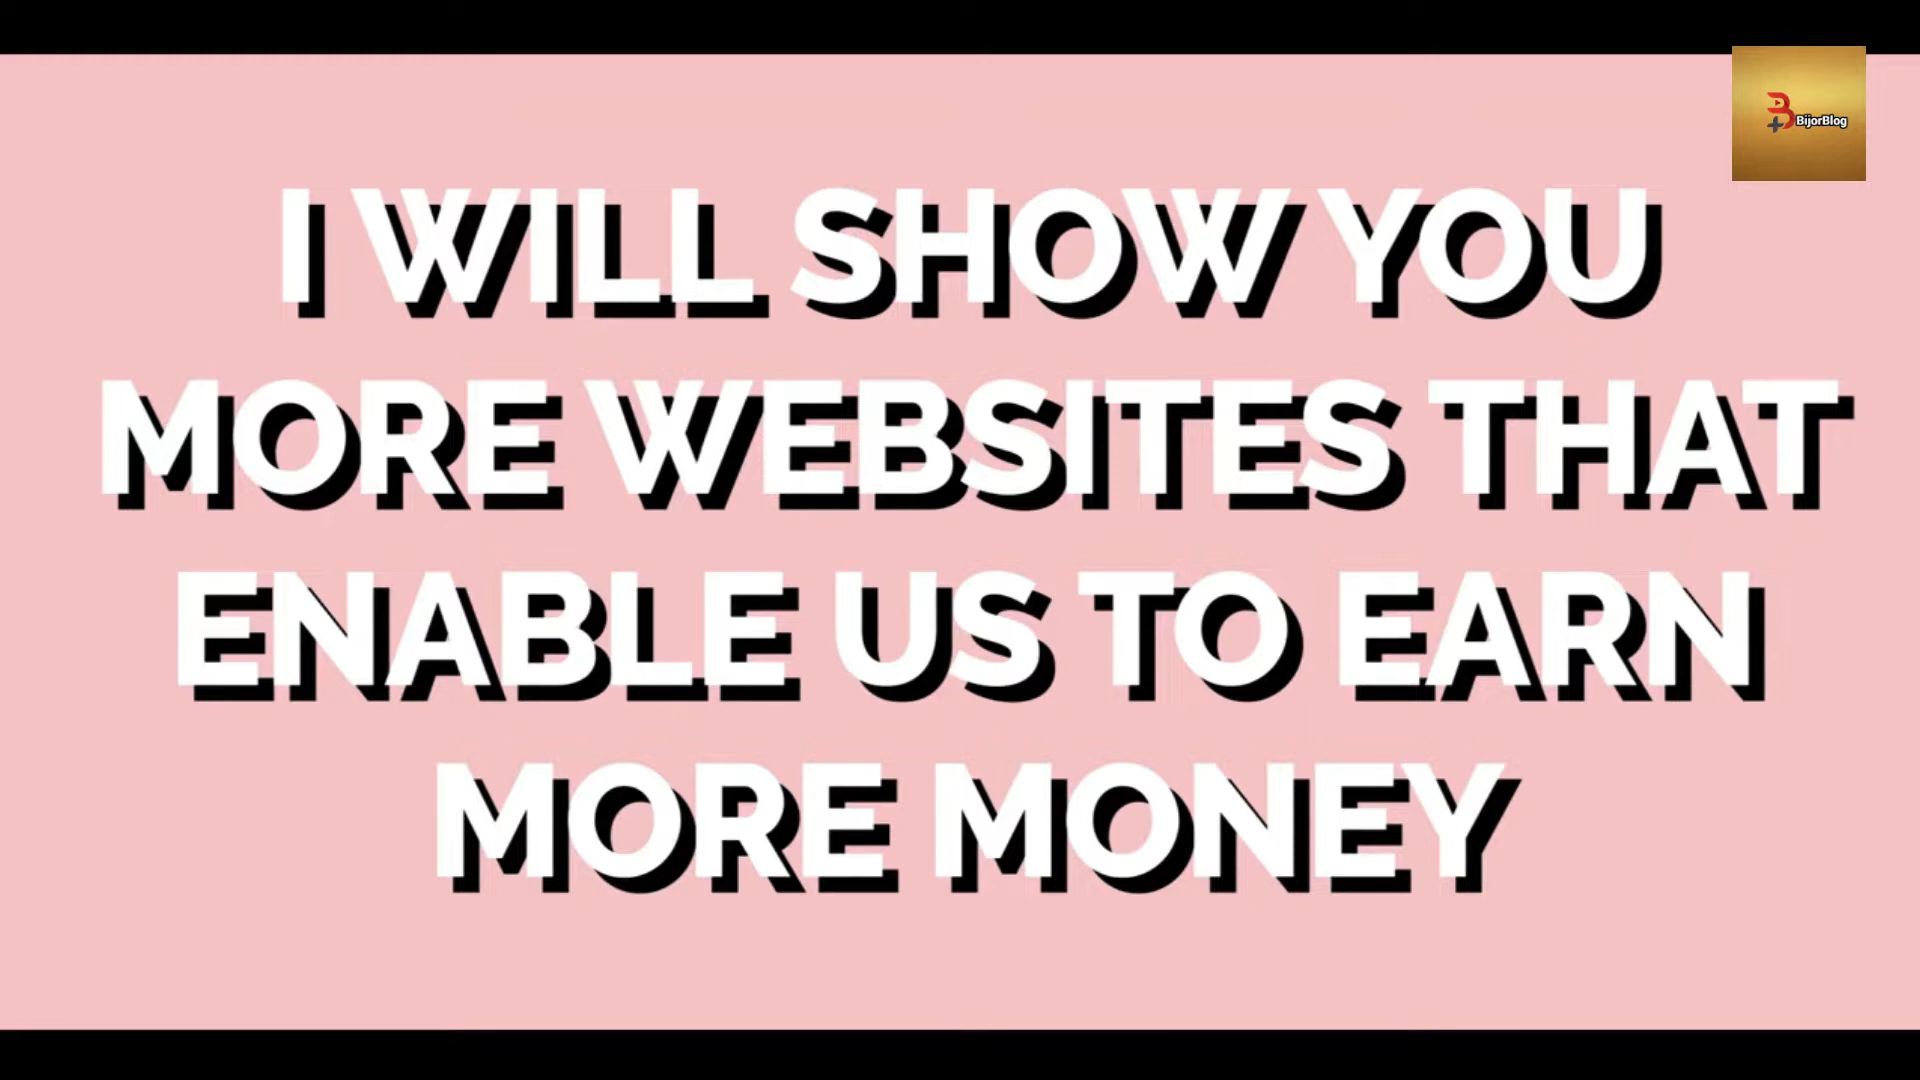 BijorBlog
I WILL SHOW YOU
MORE WEBSITES THAT
ENABLE US TO EARN
MORE MONEY